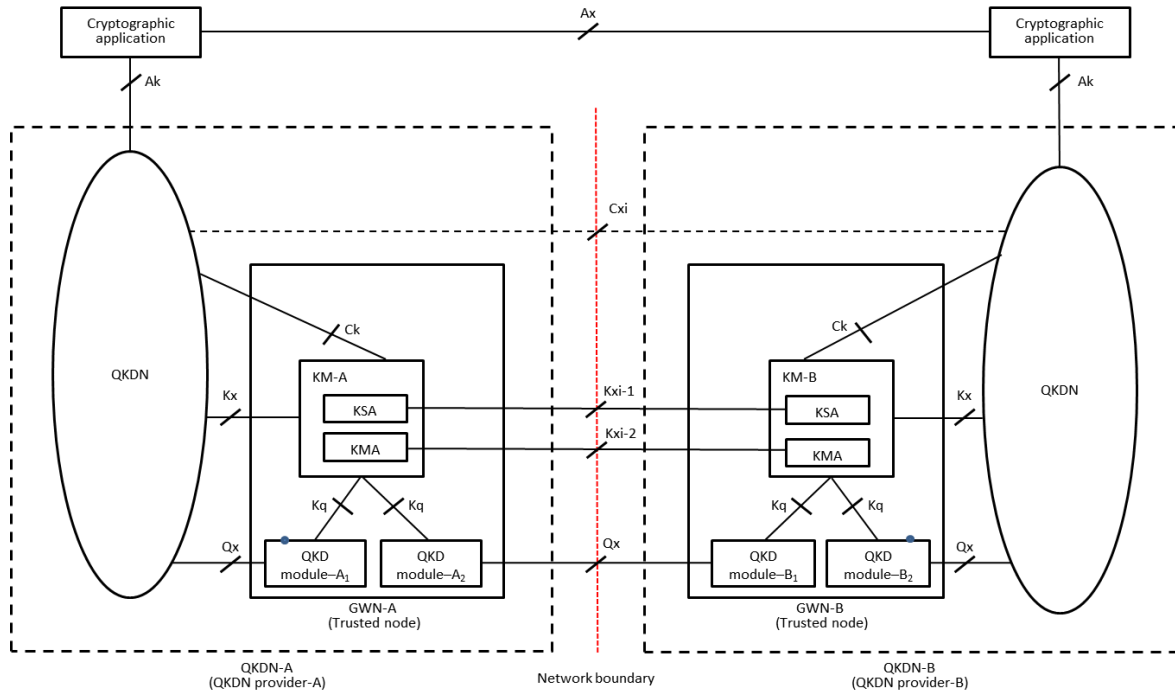 Cryptographic
application
Ax
Cryptographic
application
Ak
Ak
Cxi
Ck
Ck
QKDN
QKDN
KM-A
KM-B
Kx
KSA
Kxi-1
KSA
Kx
KMA
Kxi-2
KMA
Kq
Kq
Kq
Kq
Qx
QKD
module–A1
QKD
module–A2
Qx
QKD
module–B1
QKD
module–B2
Qx
GWN-A
(Trusted node)
GWN-B
(Trusted node)
QKDN-A
(QKDN provider-A)
Network boundary
QKDN-B
(QKDN provider-B)